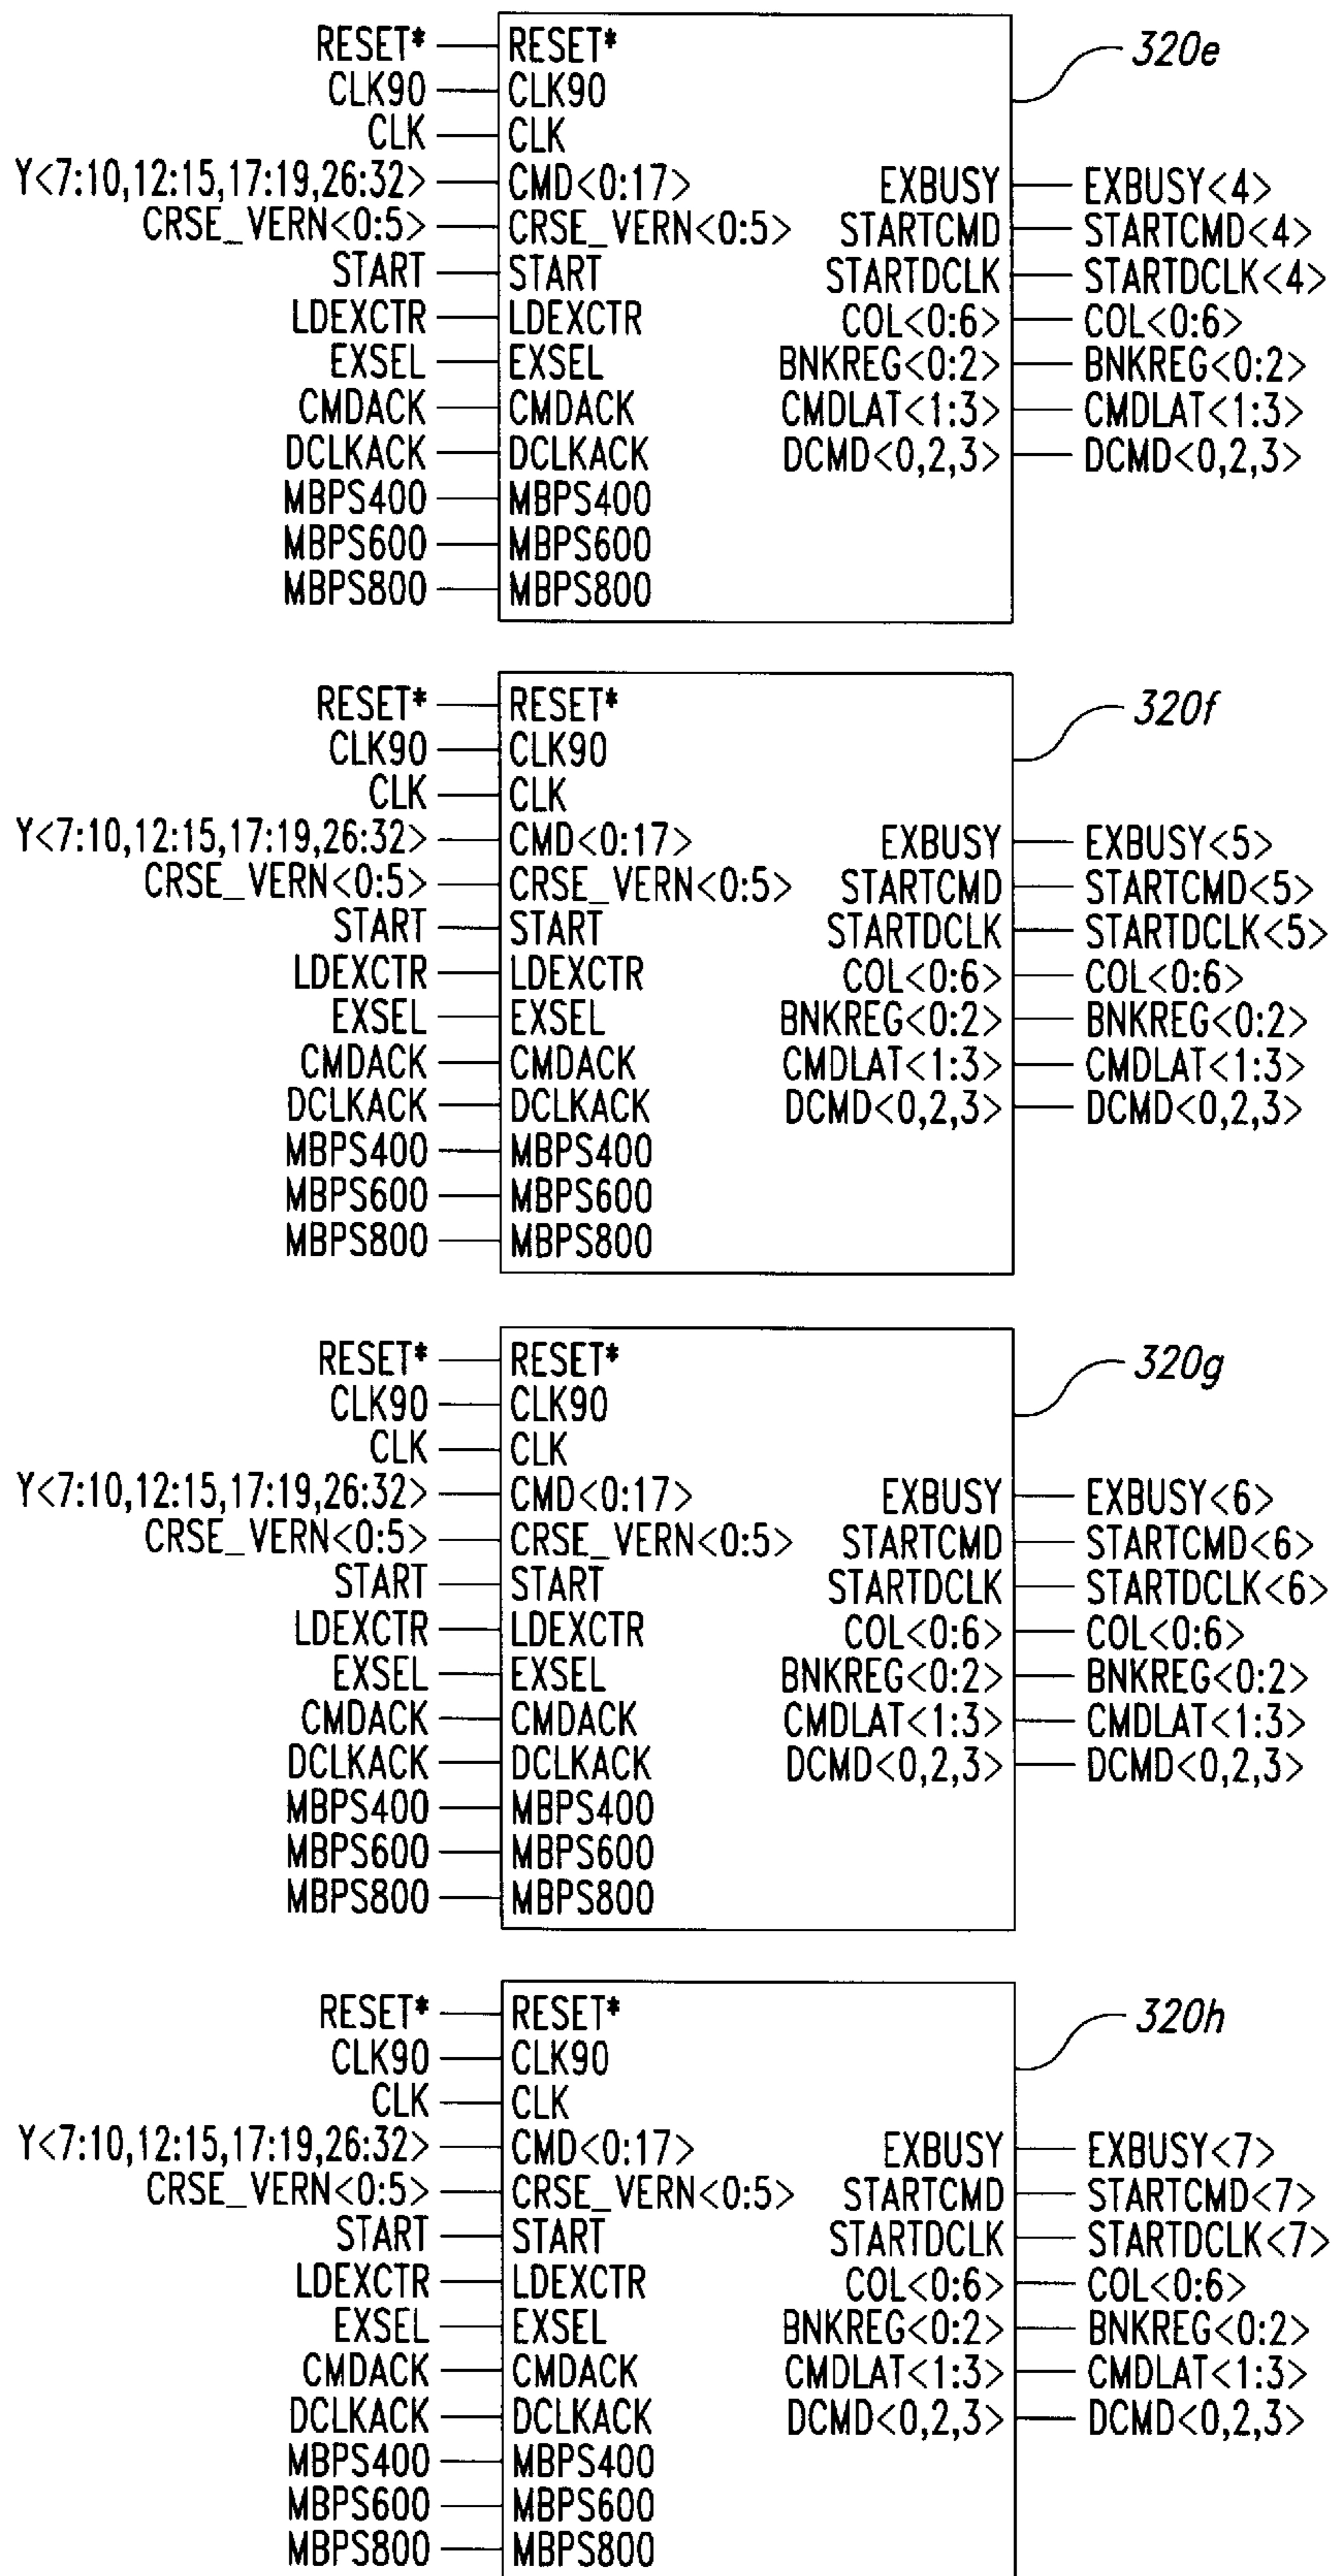 RESET* RESET* 320e
CLK90 CLK90
CLK CLK
Y<7:10,12:15,17:19,26:32> CMD<0:17> EXBUSY EXBUSY<4>
CRSE_VERN<0:5> CRSE_VERN<0:5> STARTCMD STARTCMD<4>
START START STARTDCLK STARTDCLK<4>
LDEXCTR LDEXCTR COL<0:6> COL<0:6>
EXSEL EXSEL BNKREG<0:2> BNKREG<0:2>
CMDACK CMDACK CMDLAT<1:3> CMDLAT<1:3>
DCLKACK DCLKACK DCMD<0,2,3> DCMD<0,2,3>
MBPS400 MBPS400
MBPS600 MBPS600
MBPS800 MBPS800
RESET* RESET* 320f
CLK90 CLK90
CLK CLK
Y<7:10,12:15,17:19,26:32> CMD<0:17> EXBUSY EXBUSY<5>
CRSE_VERN<0:5> CRSE_VERN<0:5> STARTCMD STARTCMD<5>
START START STARTDCLK STARTDCLK<5>
LDEXCTR LDEXCTR COL<0:6> COL<0:6>
EXSEL EXSEL BNKREG<0:2> BNKREG<0:2>
CMDACK CMDACK CMDLAT<1:3> CMDLAT<1:3>
DCLKACK DCLKACK DCMD<0,2,3> DCMD<0,2,3>
MBPS400 MBPS400
MBPS600 MBPS600
MBPS800 MBPS800
RESET* RESET* 320g
CLK90 CLK90
CLK CLK
Y<7:10,12:15,17:19,26:32> CMD<0:17> EXBUSY EXBUSY<6>
CRSE_VERN<0:5> CRSE_VERN<0:5> STARTCMD STARTCMD<6>
START START STARTDCLK STARTDCLK<6>
LDEXCTR LDEXCTR COL<0:6> COL<0:6>
EXSEL EXSEL BNKREG<0:2> BNKREG<0:2>
CMDACK CMDACK CMDLAT<1:3> CMDLAT<1:3>
DCLKACK DCLKACK DCMD<0,2,3> DCMD<0,2,3>
MBPS400 MBPS400
MBPS600 MBPS600
MBPS800 MBPS800
RESET* RESET* 320h
CLK90 CLK90
CLK CLK
Y<7:10,12:15,17:19,26:32> CMD<0:17> EXBUSY EXBUSY<7>
CRSE_VERN<0:5> CRSE_VERN<0:5> STARTCMD STARTCMD<7>
START START STARTDCLK STARTDCLK<7>
LDEXCTR LDEXCTR COL<0:6> COL<0:6>
EXSEL EXSEL BNKREG<0:2> BNKREG<0:2>
CMDACK CMDACK CMDLAT<1:3> CMDLAT<1:3>
DCLKACK DCLKACK DCMD<0,2,3> DCMD<0,2,3>
MBPS400 MBPS400
MBPS600 MBPS600
MBPS800 MBPS800